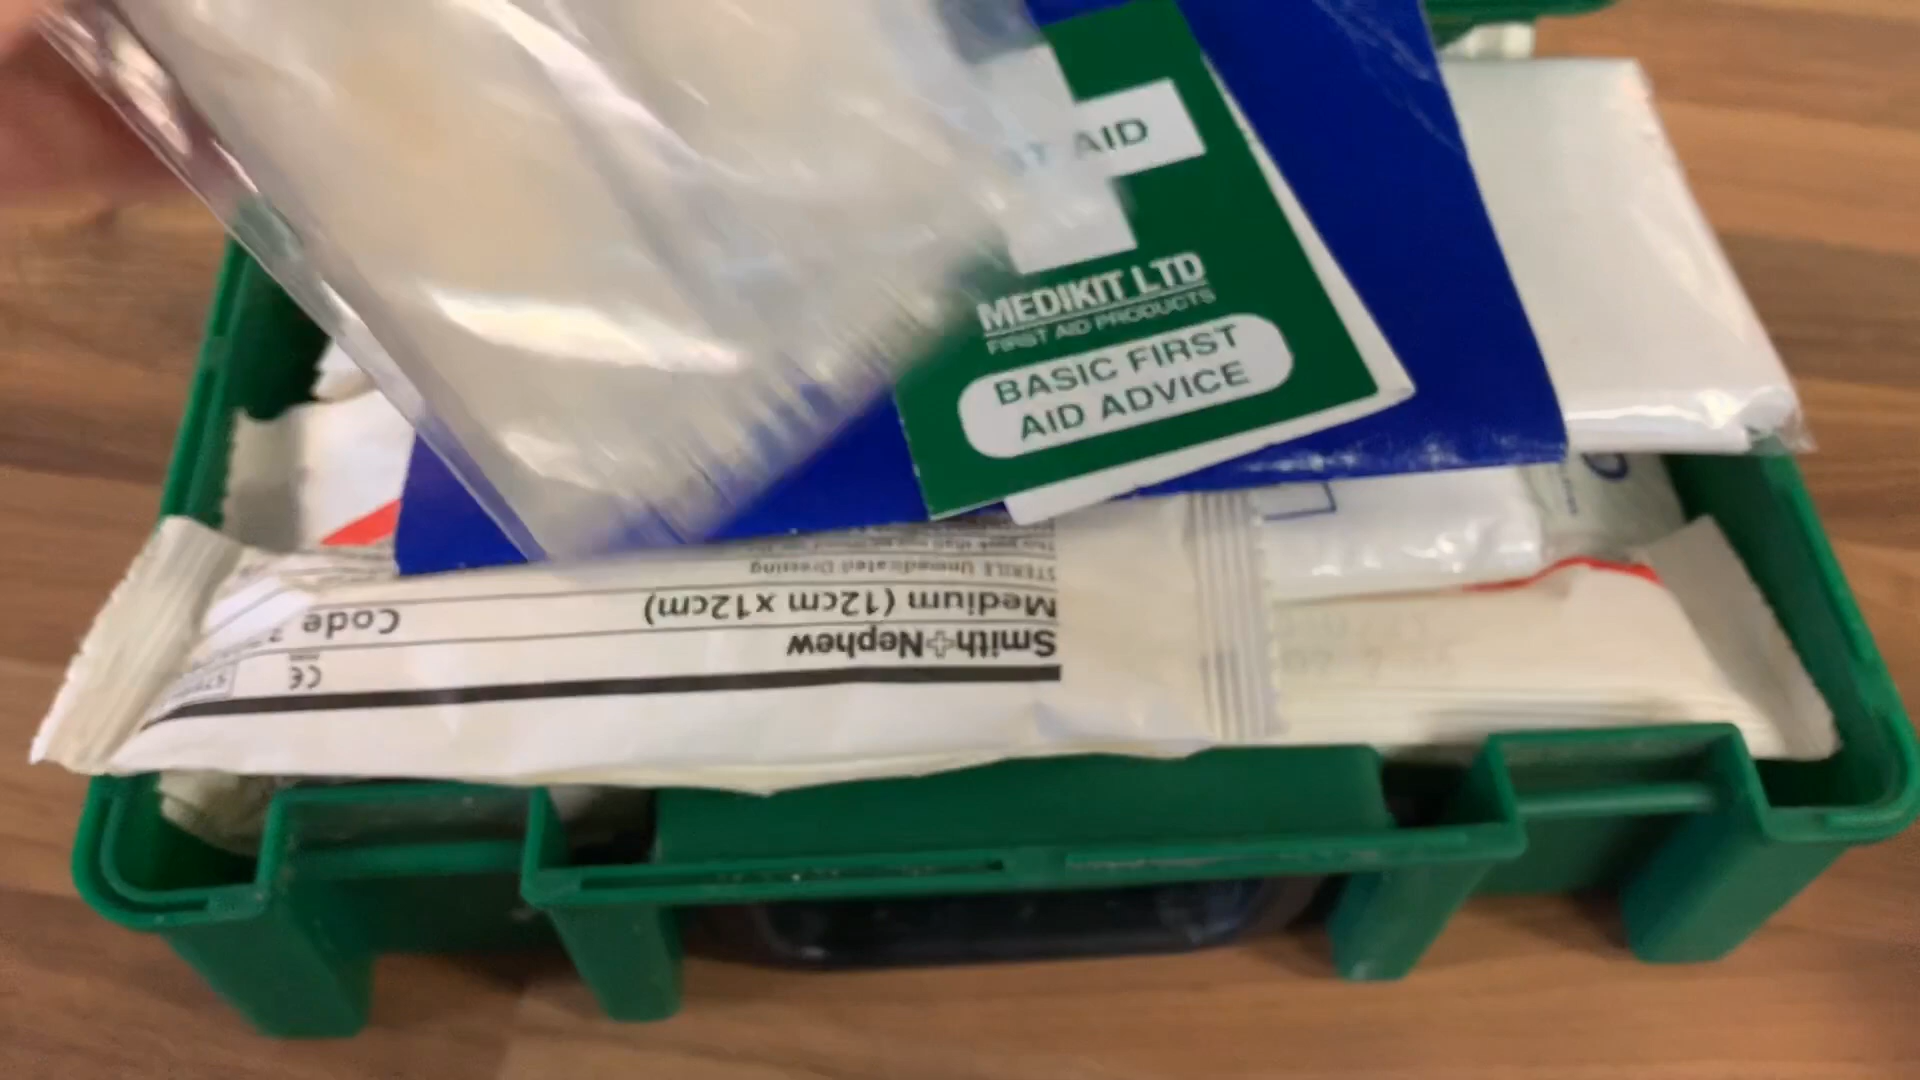 AID
MEDIKIT LTD
FIRST AID PRODUCTS
BASIC FIRST
AID ADVICE
Smith+Nephew
Medium (12cm x 12cm)
Code
STERILE Unmedicated Dressing
CE